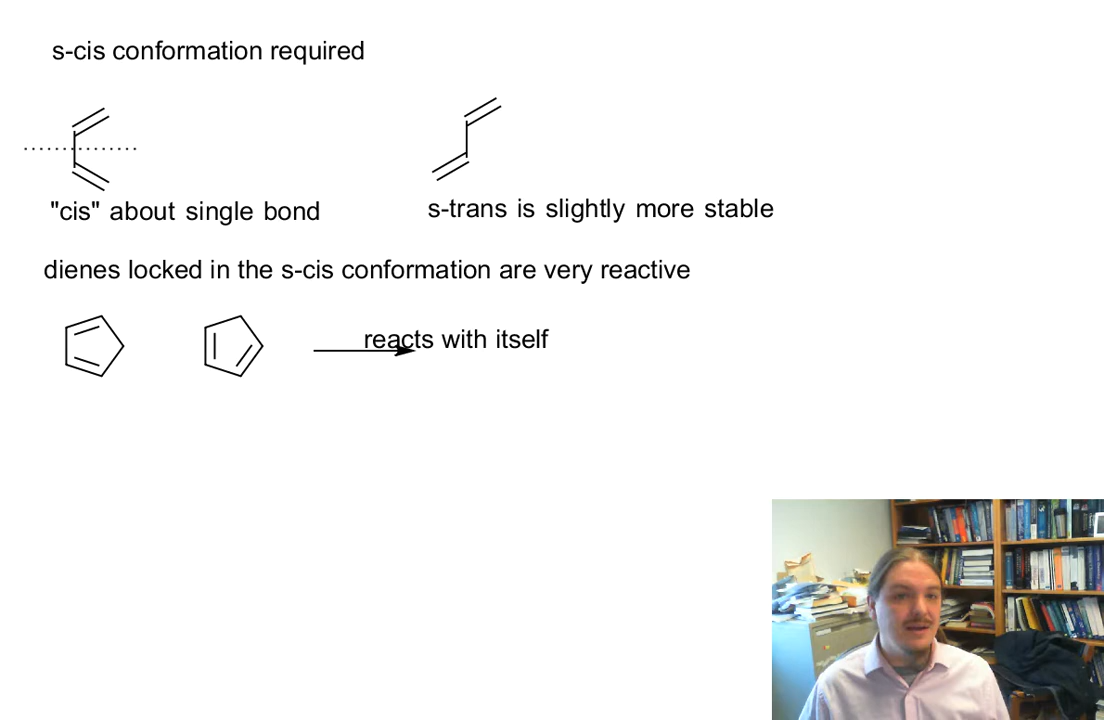 s-cis conformation required
"cis" about single bond
s-trans is slightly more stable
dienes locked in the s-cis conformation are very reactive
reacts with itself